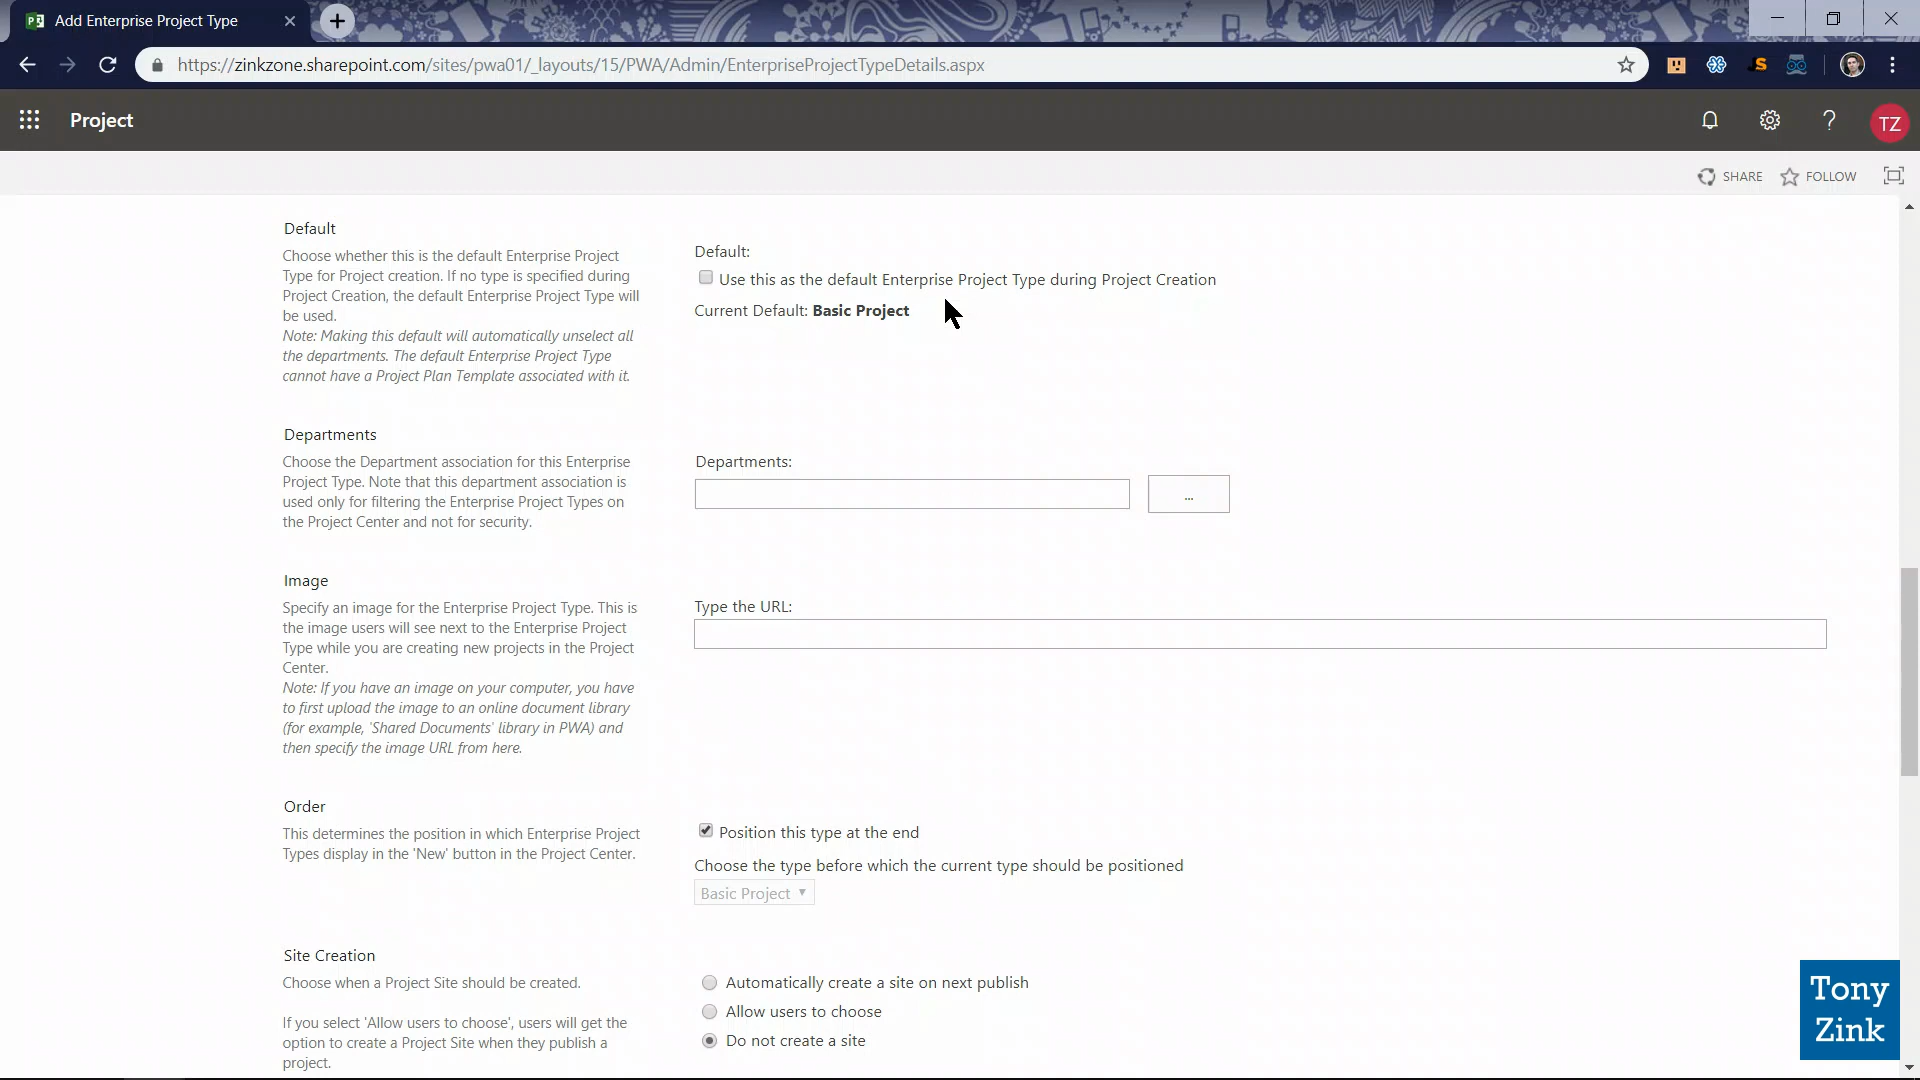 Add Enterprise Project Type
https://zinkzone.sharepoint.com/sites/pwa01/_layouts/15/PWA/Admin/EnterpriseProjectTypeDetails.aspx
Project
TZ
SHARE
FOLLOW
Default
Choose whether this is the default Enterprise Project
Type for Project creation. If no type is specified during
Project Creation, the default Enterprise Project Type will
be used.
Note: Making this default will automatically unselect all
the departments. The default Enterprise Project Type
cannot have a Project Plan Template associated with it.
Default:
Use this as the default Enterprise Project Type during Project Creation
Current Default: Basic Project
Departments
Choose the Department association for this Enterprise
Project Type. Note that this department association is
used only for filtering the Enterprise Project Types on
the Project Center and not for security.
Departments:
...
Image
Specify an image for the Enterprise Project Type. This is
the image users will see next to the Enterprise Project
Type while you are creating new projects in the Project
Center.
Note: If you have an image on your computer, you have
to first upload the image to an online document library
(for example, 'Shared Documents' library in PWA) and
then specify the image URL from here.
Type the URL:
Order
This determines the position in which Enterprise Project
Types display in the 'New' button in the Project Center.
Position this type at the end
Choose the type before which the current type should be positioned
Basic Project
Site Creation
Choose when a Project Site should be created.
If you select 'Allow users to choose', users will get the
option to create a Project Site when they publish a
project.
Automatically create a site on next publish
Allow users to choose
Do not create a site
Tony
Zink